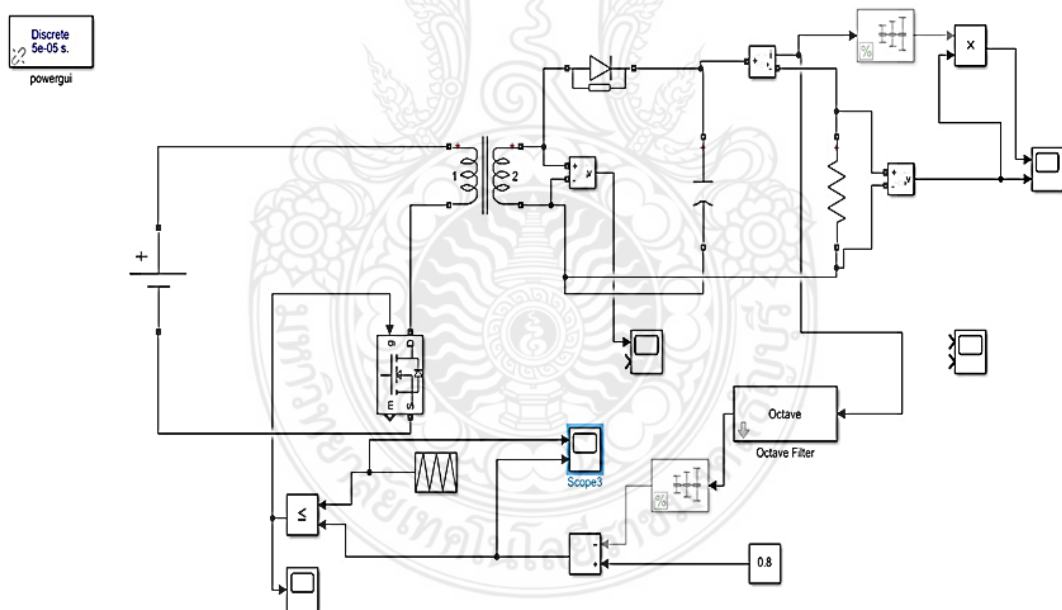 Discrete
5e-05 s.
powergui
+
1
2
+
-
v
+
-
i
%
×
+
-
v
g
D
m
S
Octave
Octave Filter
Scope3
%
≤
-
+
0.8